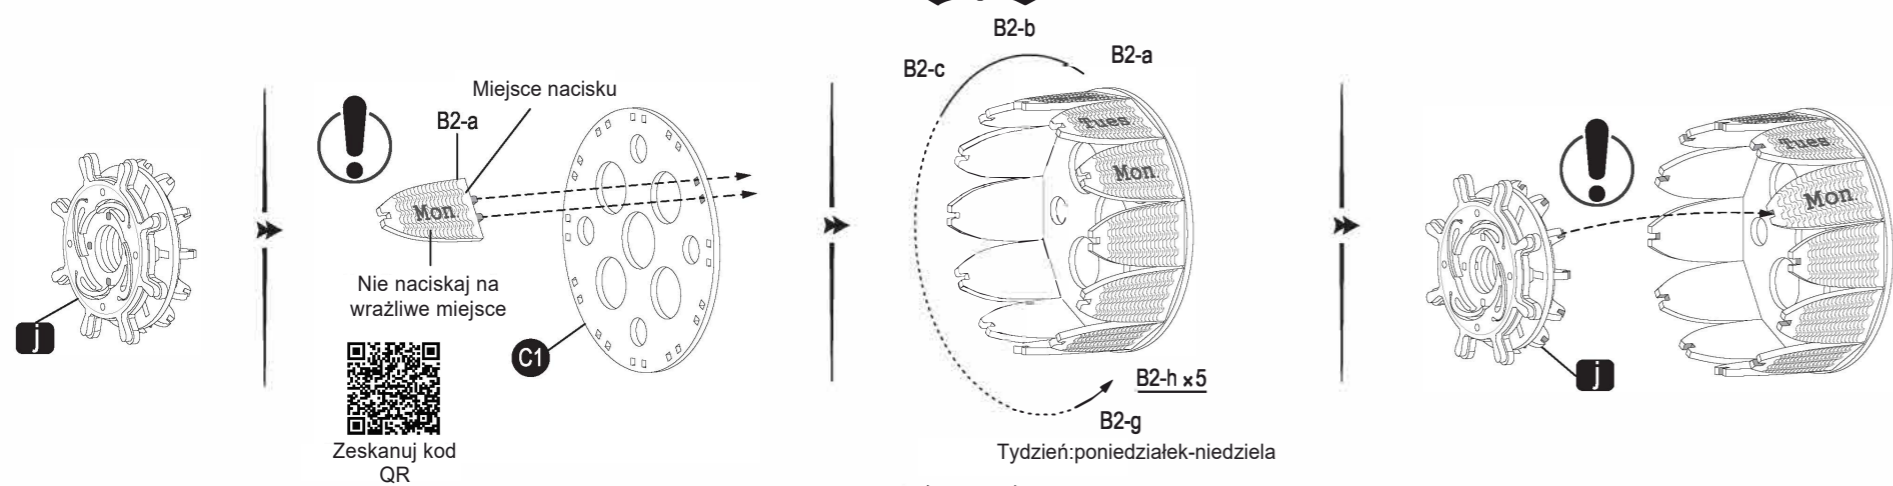 j
Miejsce nacisku
B2-a
Mon.
Nie naciskaj na
wrażliwe miejsce
C1
Zeskanuj kod
QR
B2-b
B2-a
B2-c
Tues
Mon
B2-h ×5
B2-g
Tydzień:poniedziałek-niedziela
Tues
Mon.
j